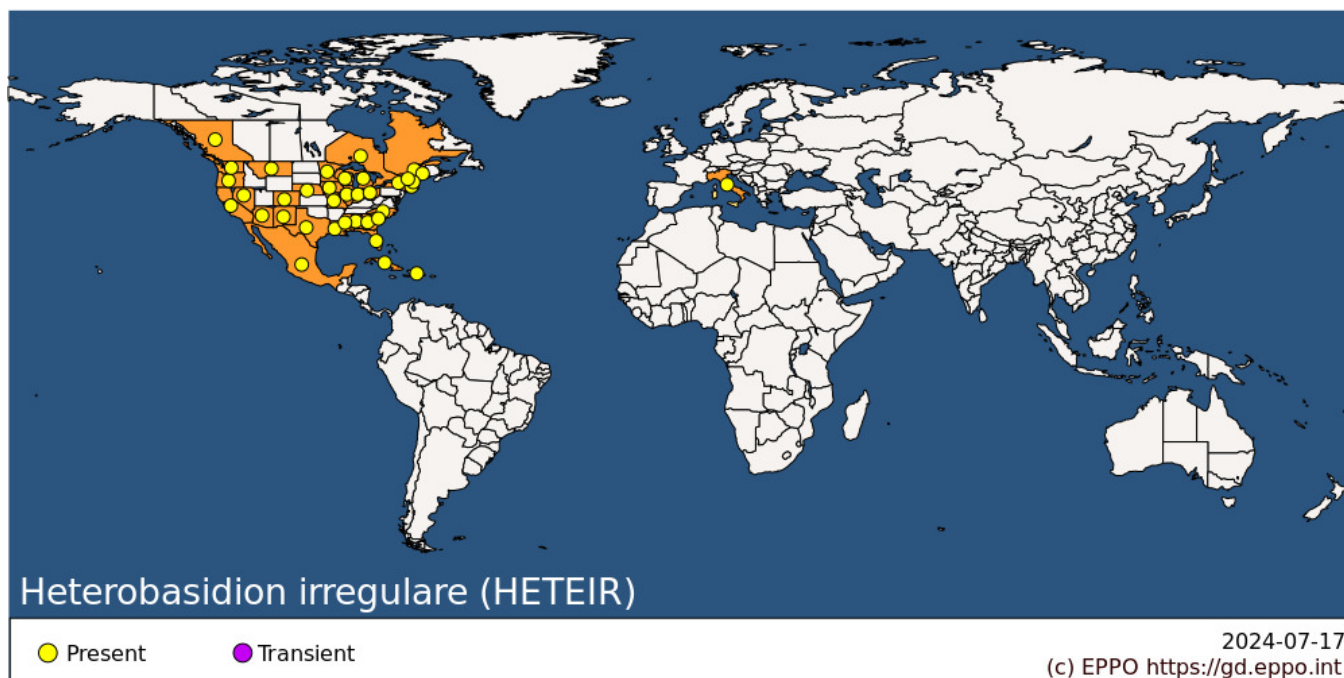 Heterobasidion irregulare (HETEIR)
Present
Transient
2024-07-17
(c) EPPO https://gd.eppo.int